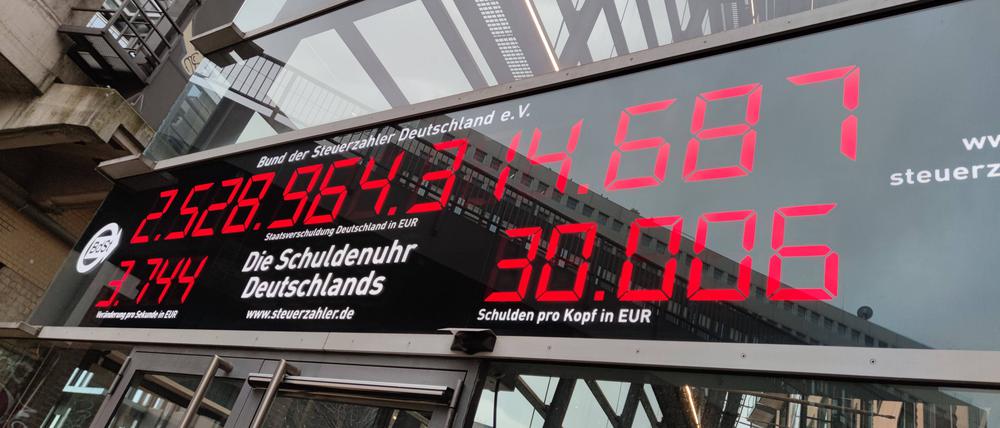 Bund der Steuerzahler Deutschland e.V.
2.528.964.314.687
Staatsverschuldung Deutschland in EUR
BdSt
Die Schuldenuhr
Deutschlands
www.steuerzahler.de
3.744
Veränderung pro Sekunde in EUR
30.006
Schulden pro Kopf in EUR